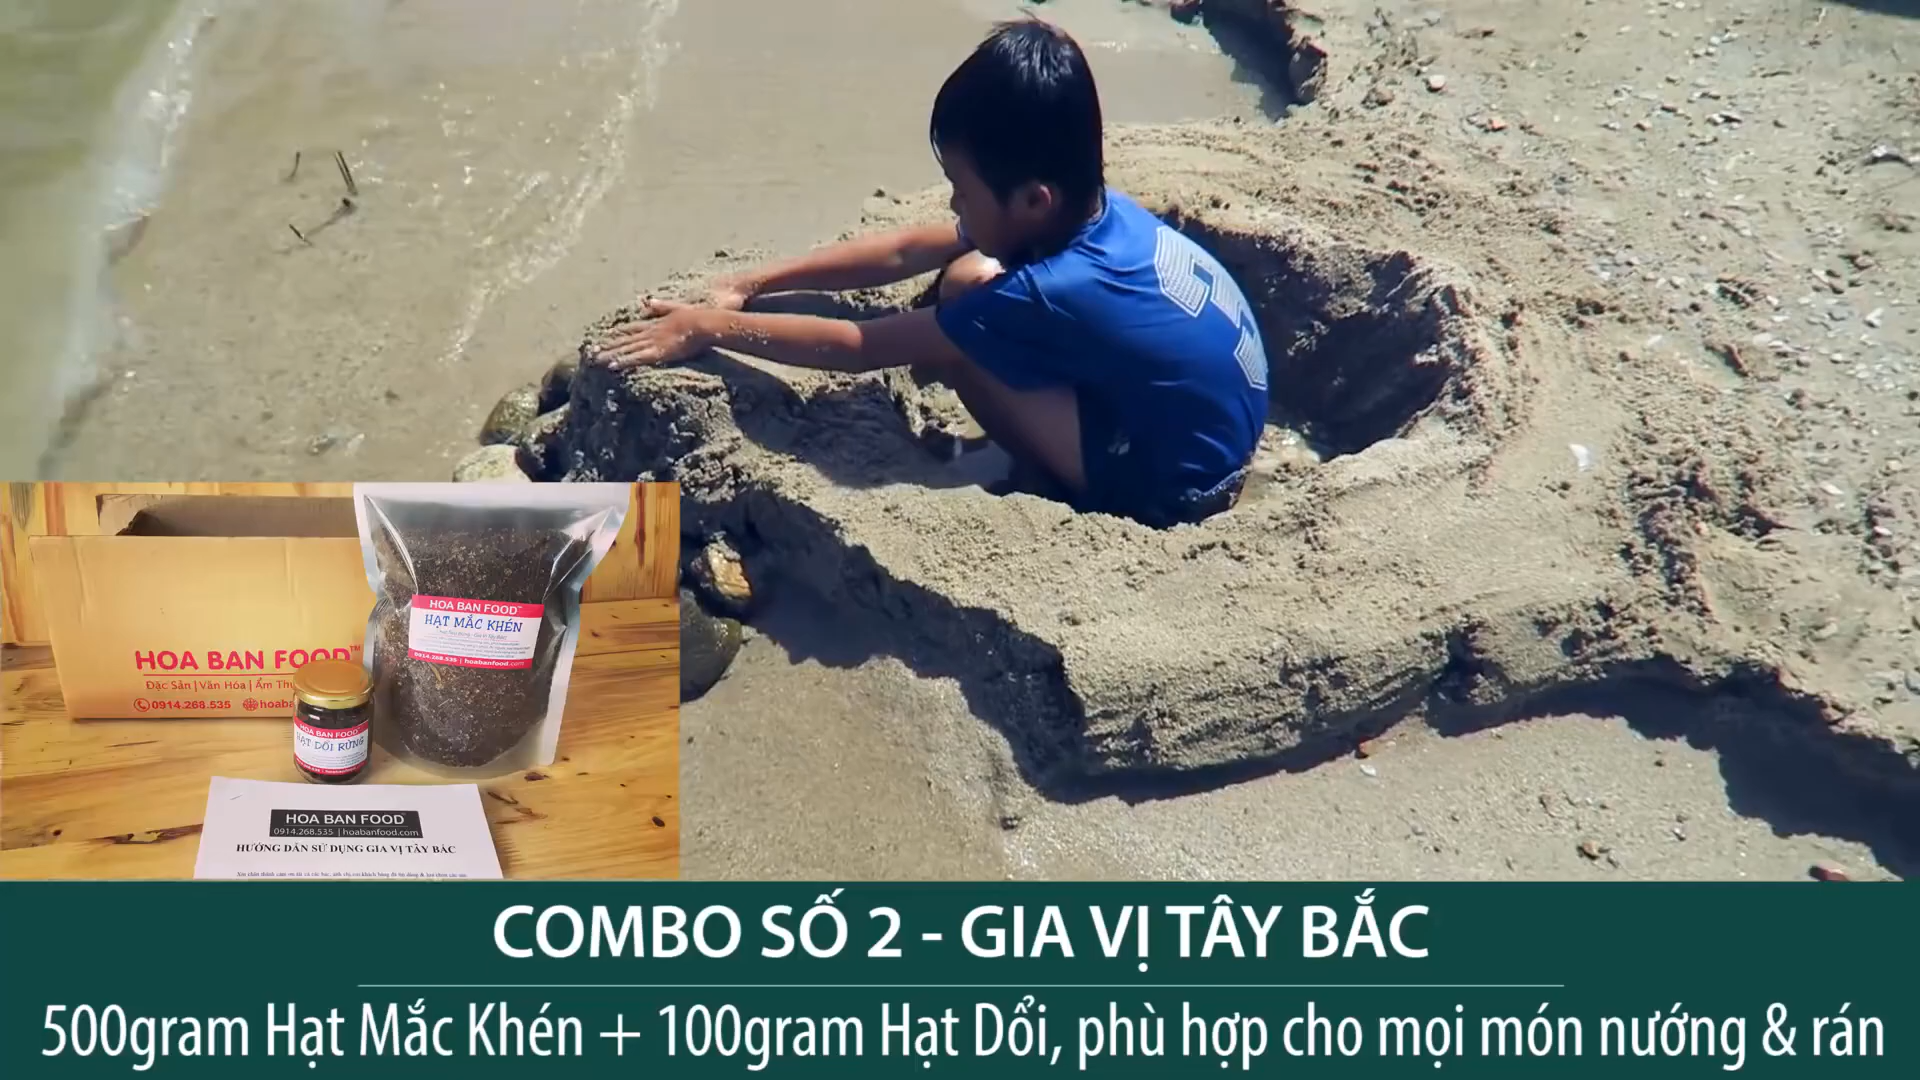 3
HOA BAN FOOD™
HẠT MẮC KHÉN
0914.268.535 | hoabanfood.com
HOA BAN FOOD™
Đặc Sản | Văn Hóa | Ẩm
0914.268.535
HOA BAN FOOD
HẠT DỔI RỪNG
HOA BAN FOOD
0914.268.535 | hoabanfood.com
HƯỚNG DẪN SỬ DỤNG GIA VỊ TÂY BẮC
COMBO SỐ 2 - GIA VỊ TÂY BẮC
500gram Hạt Mắc Khén + 100gram Hạt Dổi, phù hợp cho mọi món nướng & rán